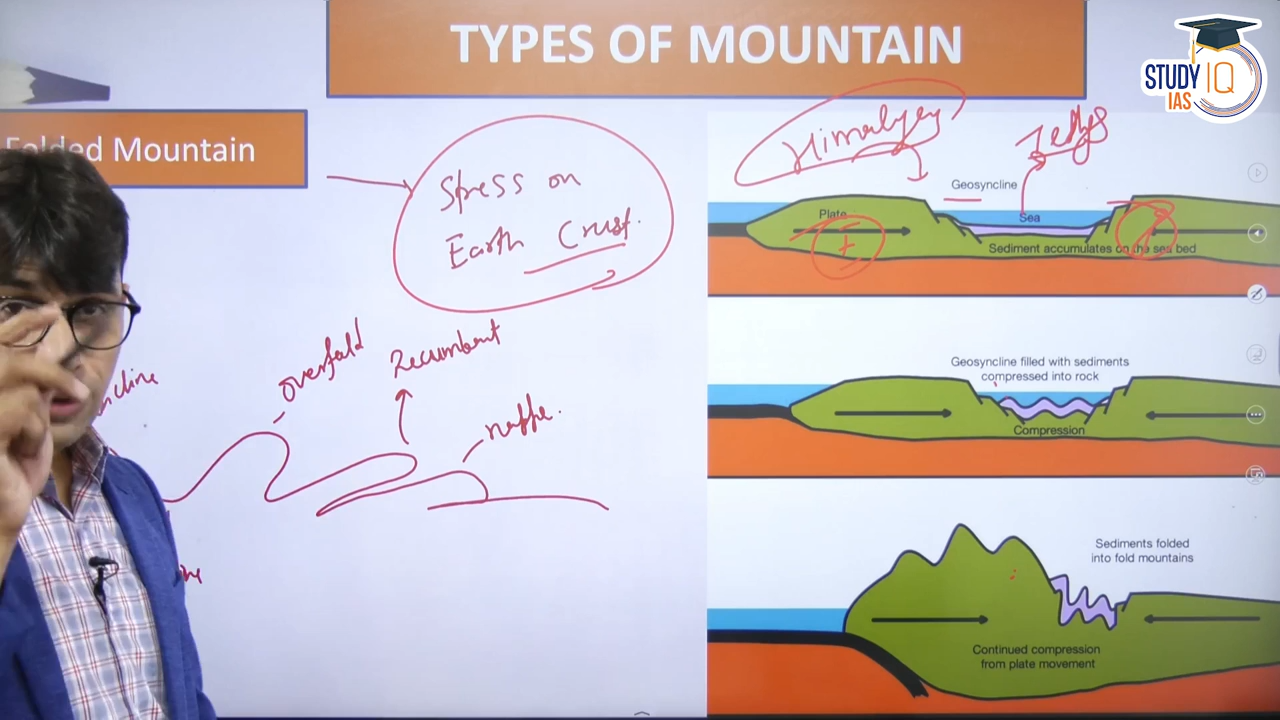 TYPES OF MOUNTAIN
STUDY IQ
IAS
Folded Mountain
Stress on
Earth Crust.
Himalyey
Tethys
Geosyncline
Plate
Sea
Sediment accumulates on the sea bed
overfold
Recumbent
nappe.
Geosyncline filled with sediments
compressed into rock
Compression
Sediments folded
into fold mountains
Continued compression
from plate movement